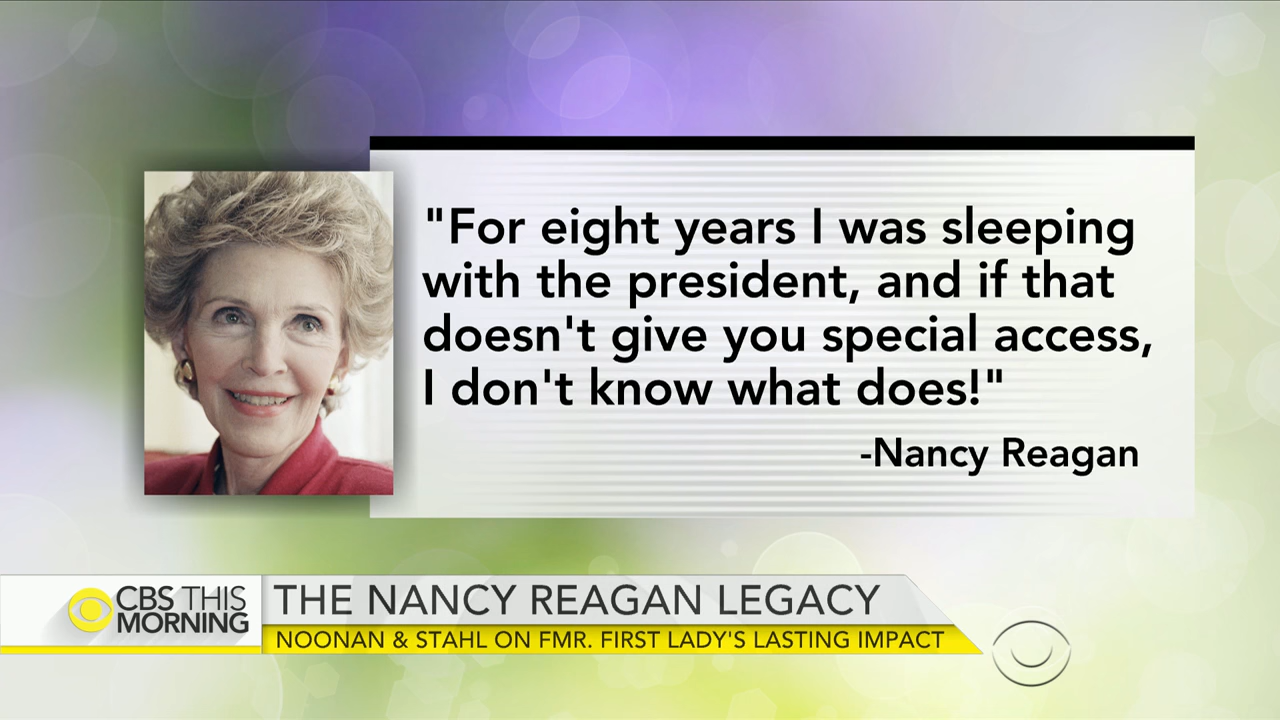 "For eight years I was sleeping
with the president, and if that
doesn't give you special access,
I don't know what does!"
-Nancy Reagan
CBS THIS
MORNING
THE NANCY REAGAN LEGACY
NOONAN & STAHL ON FMR. FIRST LADY'S LASTING IMPACT